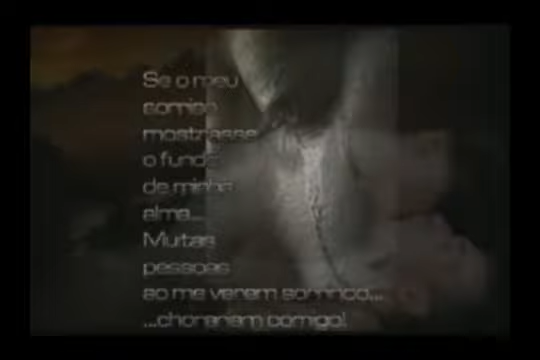 Se o meu
sorriso
mostrasse
o fundo
de minha
alma...
Muitas
pessoas
ao me verem sorrindo...
...chorariam comigo!